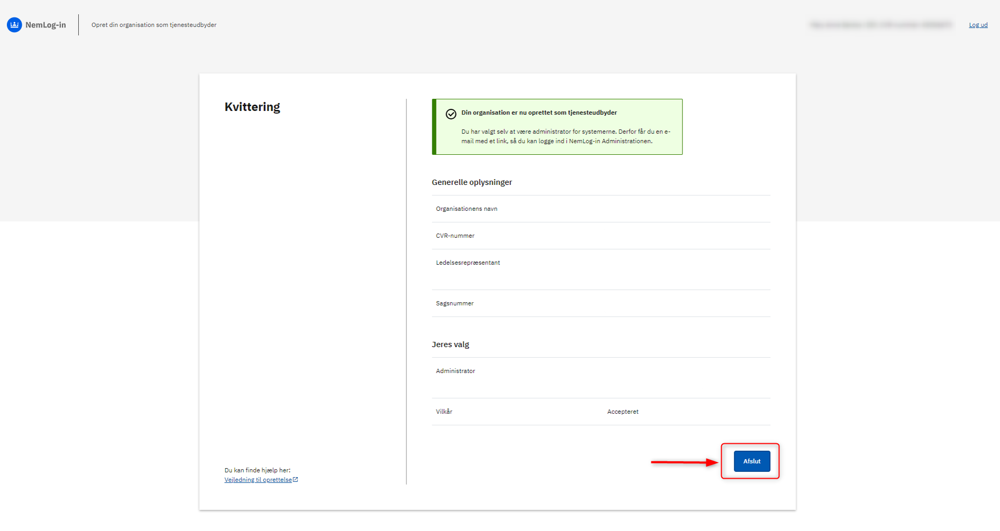 NemLog-in
Opret din organisation som tjenesteudbyder
Log ud
Kvittering
Din organisation er nu oprettet som tjenesteudbyder
Du har valgt selv at være administrator for systemerne. Derfor får du en e-
mail med et link, så du kan logge ind i NemLog-in Administrationen.
Generelle oplysninger
Organisationens navn
CVR-nummer
Ledelsesrepræsentant
Sagsnummer
Jeres valg
Administrator
Vilkår Accepteret
Afslut
Du kan finde hjælp her:
Vejledning til oprettelse